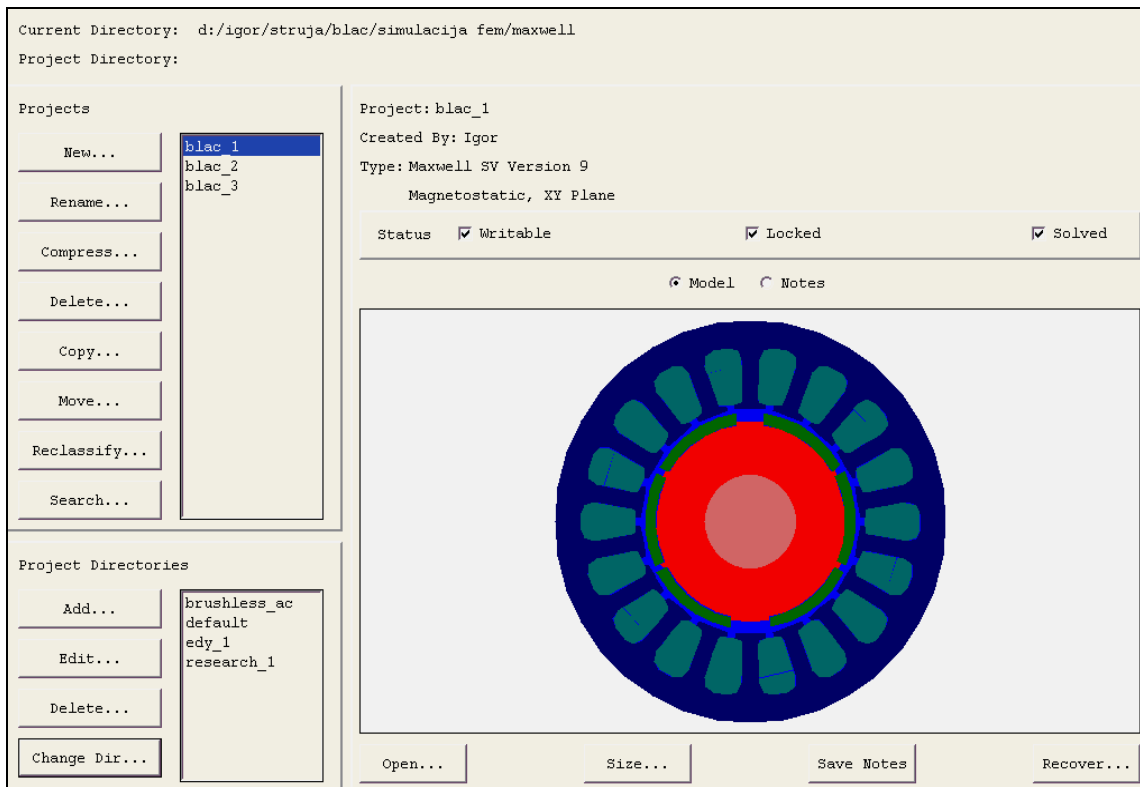 Current Directory: d:/igor/struja/blac/simulacija fem/maxwell
Project Directory:
Projects
New...
Rename...
Compress...
Delete...
Copy...
Move...
Reclassify...
Search...
blac_1
blac_2
blac_3
Project Directories
Add...
Edit...
Delete...
Change Dir...
brushless_ac
default
edy_1
research_1
Project: blac_1
Created By: Igor
Type: Maxwell SV Version 9
Magnetostatic, XY Plane
Status Writable Locked Solved
Model Notes
Open... Size... Save Notes Recover...